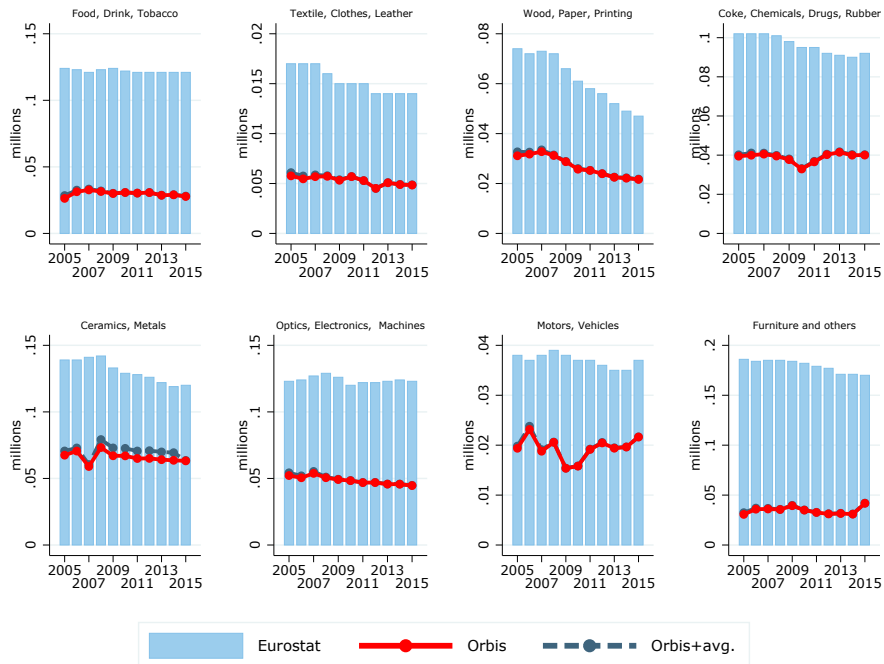 Food, Drink, Tobacco
millions
0 .05 .1 .15
2005 2007 2009 2011 2013 2015
Textile, Clothes, Leather
millions
0 .005 .01 .015 .02
2005 2007 2009 2011 2013 2015
Wood, Paper, Printing
millions
0 .02 .04 .06 .08
2005 2007 2009 2011 2013 2015
Coke, Chemicals, Drugs, Rubber
millions
0 .02 .04 .06 .08 .1
2005 2007 2009 2011 2013 2015
Ceramics, Metals
millions
0 .05 .1 .15
2005 2007 2009 2011 2013 2015
Optics, Electronics, Machines
millions
0 .05 .1 .15
2005 2007 2009 2011 2013 2015
Motors, Vehicles
millions
0 .01 .02 .03 .04
2005 2007 2009 2011 2013 2015
Furniture and others
millions
0 .05 .1 .15 .2
2005 2007 2009 2011 2013 2015
Eurostat Orbis Orbis+avg.